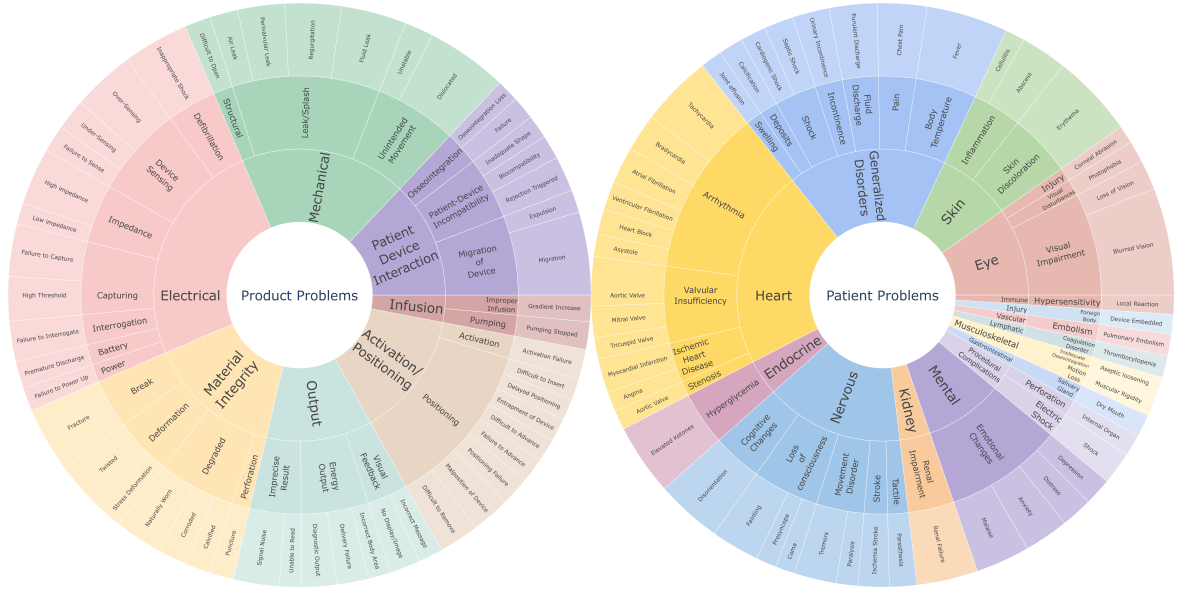 Product Problems
Mechanical
Structural
Difficult to Open
Leak/Splash
Air Leak
Perivalvular Leak
Regurgitation
Fluid Leak
Unintended
Movement
Unstable
Dislocated
Patient
Device
Interaction
Osseointegration
Osseointegration Loss
Failure
Patient-Device
Incompatibility
Inadequate Shape
Biocompatibility
Rejection Triggered
Migration
of
Device
Expulsion
Migration
Infusion
Improper
Infusion
Gradient Increase
Pumping
Pumping Stopped
Activation/
Positioning
Activation
Activation Failure
Positioning
Difficult to Insert
Delayed Positioning
Entrapment of Device
Difficult to Advance
Failure to Advance
Positioning Failure
Malposition of Device
Difficult to Remove
Output
Visual
Feedback
Incorrect Message
No Display/Image
Incorrect Body Area
Energy
Output
Delivery Failure
Diagnostic Output
Imprecise
Result
Unable to Read
Signal Noise
Material
Integrity
Perforation
Puncture
Degraded
Calcified
Corroded
Naturally Worn
Deformation
Stress Deformation
Twisted
Break
Fracture
Electrical
Power
Failure to Power Up
Battery
Premature Discharge
Interrogation
Failure to Interrogate
Capturing
High Threshold
Failure to Capture
Impedance
Low impedance
High impedance
Device
Sensing
Failure to Sense
Under-Sensing
Over-Sensing
Defibrillation
Inappropriate Shock
Patient Problems
Generalized
Disorders
Swelling
Joint effusion
Deposits
Calcification
Shock
Cardiogenic Shock
Septic Shock
Incontinence
Urinary Incontinence
Fluid
Discharge
Purulent Discharge
Pain
Chest Pain
Body
Temperature
Fever
Skin
Inflammation
Cellulitis
Abscess
Skin
Discoloration
Erythema
Eye
Injury
Corneal Abrasion
Visual
Disturbances
Photophobia
Visual
Impairment
Loss of Vision
Blurred Vision
Immune
Hypersensitivity
Local Reaction
Injury
Foreign
Body
Device Embedded
Vascular
Embolism
Pulmonary Embolism
Lymphatic
Coagulation
Disorder
Thrombocytopenia
Musculoskeletal
Inadequate
Osseointegration
Aseptic loosening
Motion
Loss
Muscular Rigidity
Gastrointestinal
Salivary
Gland
Dry Mouth
Procedural
Complications
Perforation
Internal Organ
Electric
Shock
Shock
Mental
Emotional
Changes
Depression
Distress
Anxiety
Malaise
Kidney
Renal
Impairment
Renal Failure
Nervous
Tactile
Paresthesia
Stroke
Ischemia Stroke
Movement
Disorder
Paralysis
Tremors
Loss
of
consciousness
Coma
Presyncope
Fainting
Cognitive
Changes
Disorientation
Endocrine
Hyperglycemia
Elevated Ketones
Heart
Stenosis
Aortic Valve
Ischemic
Heart
Disease
Angina
Myocardial Infarction
Valvular
Insufficiency
Tricuspid Valve
Mitral Valve
Aortic Valve
Arrhythmia
Asystole
Heart Block
Ventricular Fibrillation
Atrial Fibrillation
Bradycardia
Tachycardia